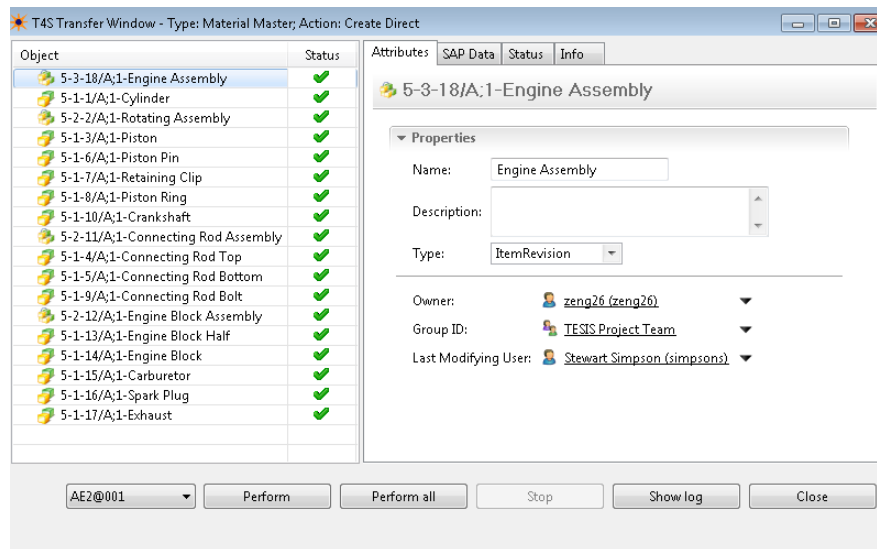 T4S Transfer Window - Type: Material Master; Action: Create Direct
Object Status
5-3-18/A;1-Engine Assembly
5-1-1/A;1-Cylinder
5-2-2/A;1-Rotating Assembly
5-1-3/A;1-Piston
5-1-6/A;1-Piston Pin
5-1-7/A;1-Retaining Clip
5-1-8/A;1-Piston Ring
5-1-10/A;1-Crankshaft
5-2-11/A;1-Connecting Rod Assembly
5-1-4/A;1-Connecting Rod Top
5-1-5/A;1-Connecting Rod Bottom
5-1-9/A;1-Connecting Rod Bolt
5-2-12/A;1-Engine Block Assembly
5-1-13/A;1-Engine Block Half
5-1-14/A;1-Engine Block
5-1-15/A;1-Carburetor
5-1-16/A;1-Spark Plug
5-1-17/A;1-Exhaust
Attributes SAP Data Status Info
5-3-18/A;1-Engine Assembly
Properties
Name: Engine Assembly
Description:
Type: ItemRevision
Owner: zeng26 (zeng26)
Group ID: TESIS Project Team
Last Modifying User: Stewart Simpson (simpsons)
AE2@001 Perform Perform all Stop Show log Close